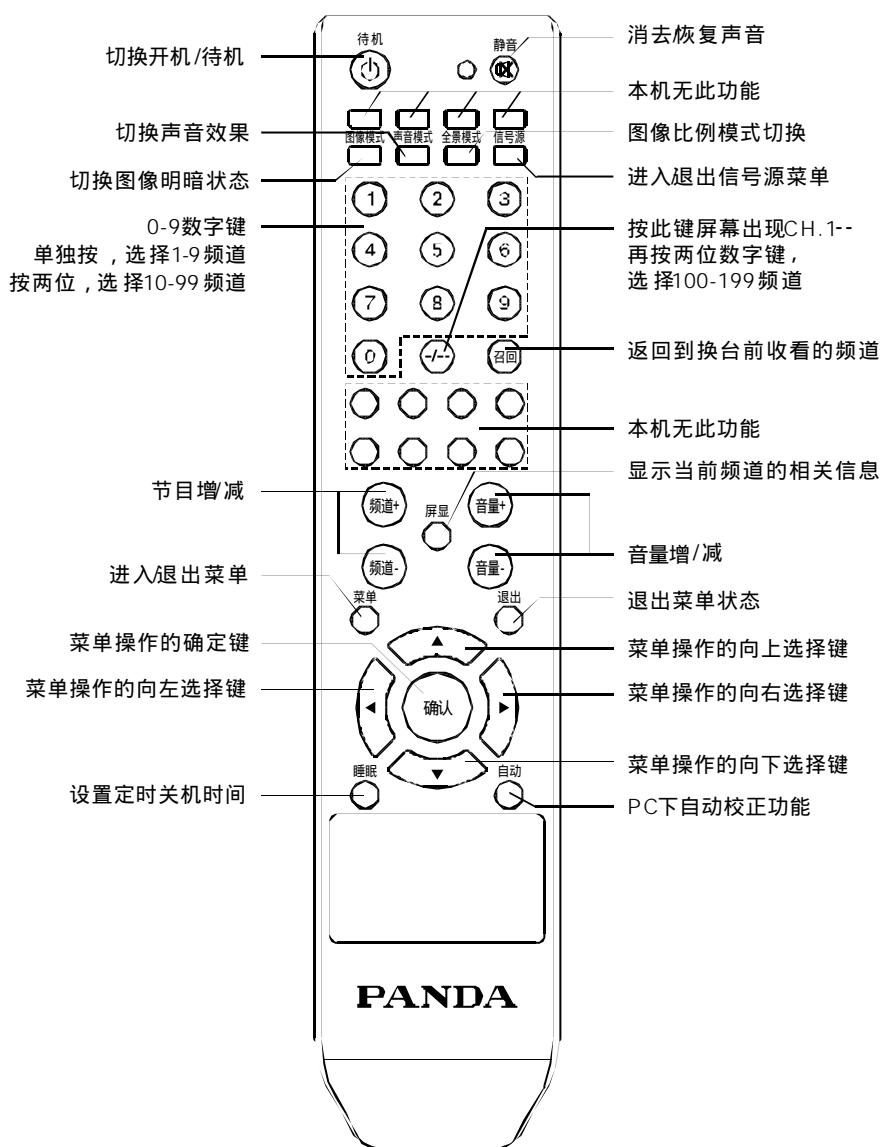 待机
静音
切换开机/待机
消去/恢复声音
本机无此功能
切换声音效果
图像模式 声音模式 全景模式 信号源
图像比例模式切换
切换图像明暗状态
进入/退出信号源菜单
1 2 3
0-9数字键
单独按,选择1-9频道
按两位,选择10-99频道
按此键屏幕出现CH.1--
再按两位数字键,
选择100-199频道
4 5 6
7 8 9
0 -/-- 召回
返回到换台前收看的频道
本机无此功能
显示当前频道的相关信息
节目增/减
频道+ 屏显 音量+
频道- 音量-
音量增/减
进入/退出菜单
菜单 退出
退出菜单状态
菜单操作的确定键
菜单操作的向上选择键
菜单操作的向左选择键
菜单操作的向右选择键
确认
菜单操作的向下选择键
睡眠 自动
设置定时关机时间
PC下自动校正功能
PANDA